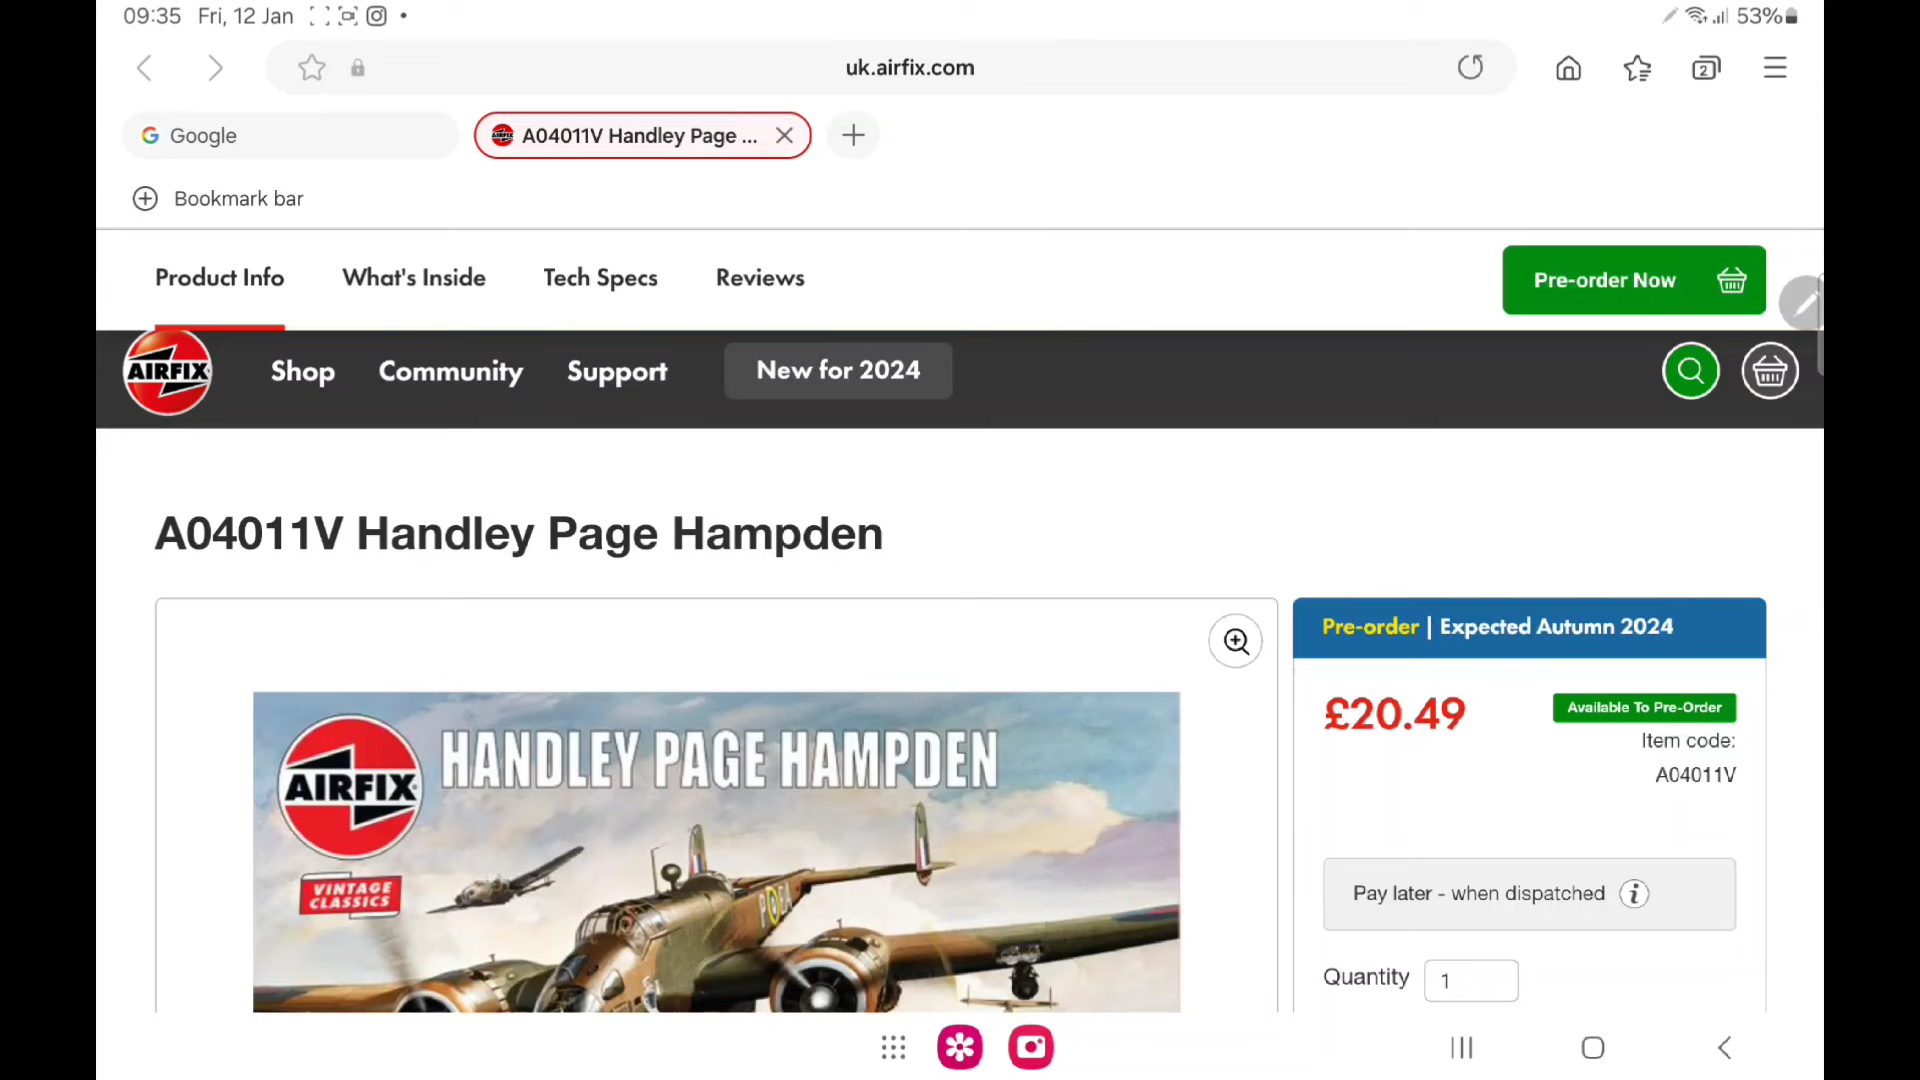 09:35 Fri, 12 Jan
53%
uk.airfix.com
2
Google
A04011V Handley Page ...
Bookmark bar
Product Info What's Inside Tech Specs Reviews
Pre-order Now
AIRFIX
Shop Community Support New for 2024
A04011V Handley Page Hampden
Pre-order | Expected Autumn 2024
£20.49
Available To Pre-Order
Item code:
A04011V
AIRFIX
HANDLEY PAGE HAMPDEN
VINTAGE
CLASSICS
Pay later - when dispatched
Quantity 1